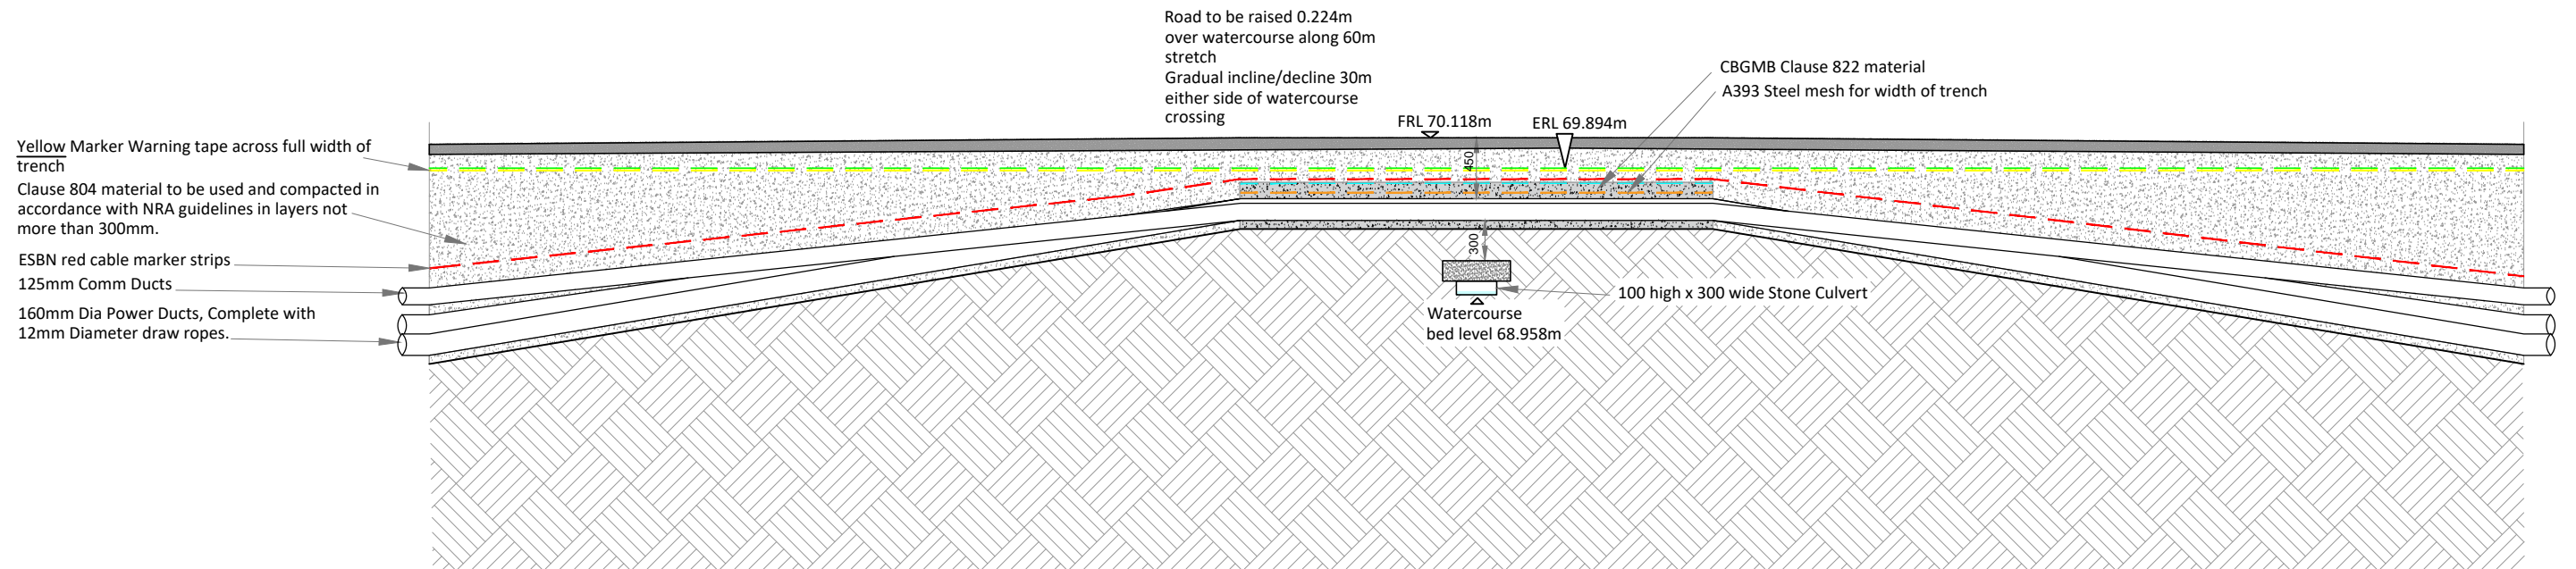 Road to be raised 0.224m
over watercourse along 60m
stretch
Gradual incline/decline 30m
either side of watercourse
crossing
CBGMB Clause 822 material
A393 Steel mesh for width of trench
FRL 70.118m
ERL 69.894m
Yellow Marker Warning tape across full width of
trench
Clause 804 material to be used and compacted in
accordance with NRA guidelines in layers not
more than 300mm.
ESBN red cable marker strips
125mm Comm Ducts
160mm Dia Power Ducts, Complete with
12mm Diameter draw ropes.
450
300
100 high x 300 wide Stone Culvert
Watercourse
bed level 68.958m